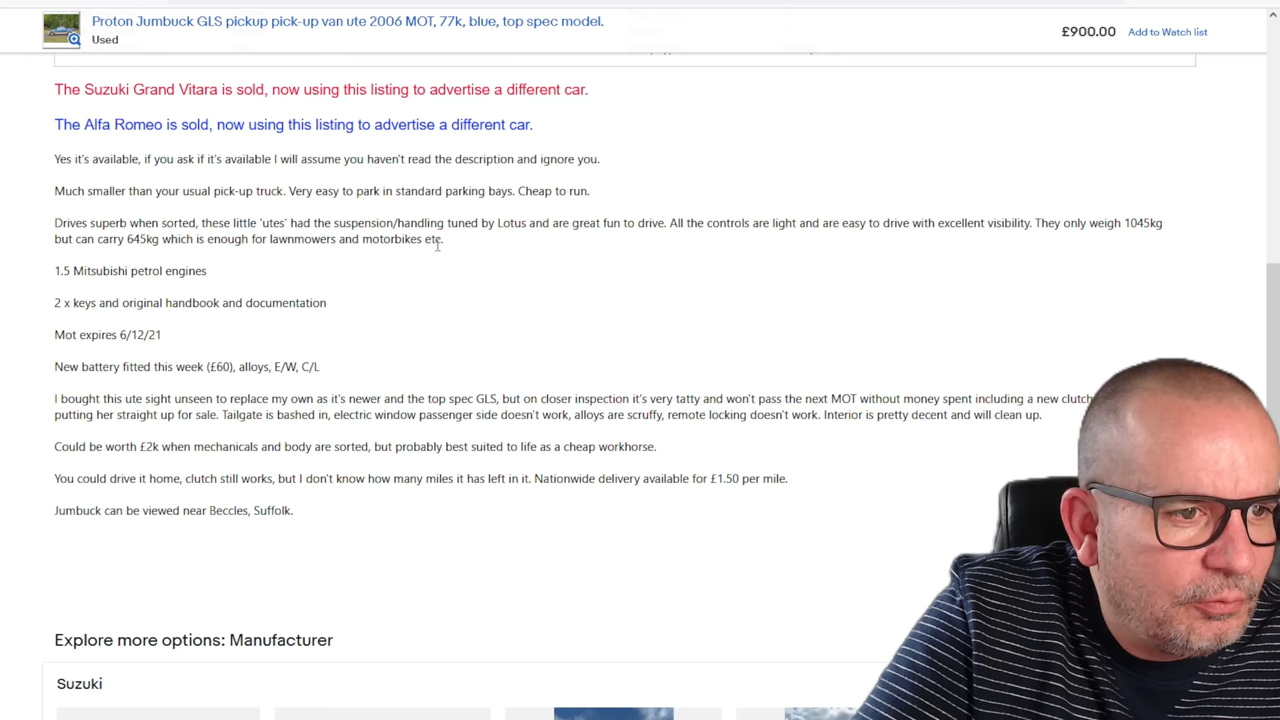 Proton Jumbuck GLS pickup pick-up van ute 2006 MOT, 77k, blue, top spec model.
Used
£900.00
Add to Watch list
The Suzuki Grand Vitara is sold, now using this listing to advertise a different car.
The Alfa Romeo is sold, now using this listing to advertise a different car.
Yes it's available, if you ask if it's available I will assume you haven't read the description and ignore you.
Much smaller than your usual pick-up truck. Very easy to park in standard parking bays. Cheap to run.
Drives superb when sorted, these little 'utes' had the suspension/handling tuned by Lotus and are great fun to drive. All the controls are light and are easy to drive with excellent visibility. They only weigh 1045kg
but can carry 645kg which is enough for lawnmowers and motorbikes etc.
1.5 Mitsubishi petrol engines
2 x keys and original handbook and documentation
Mot expires 6/12/21
New battery fitted this week (£60), alloys, E/W, C/L
I bought this ute sight unseen to replace my own as it's newer and the top spec GLS, but on closer inspection it's very tatty and won't pass the next MOT without money spent including a new clutch
putting her straight up for sale. Tailgate is bashed in, electric window passenger side doesn't work, alloys are scruffy, remote locking doesn't work. Interior is pretty decent and will clean up.
Could be worth £2k when mechanicals and body are sorted, but probably best suited to life as a cheap workhorse.
You could drive it home, clutch still works, but I don't know how many miles it has left in it. Nationwide delivery available for £1.50 per mile.
Jumbuck can be viewed near Beccles, Suffolk.
Explore more options: Manufacturer
Suzuki